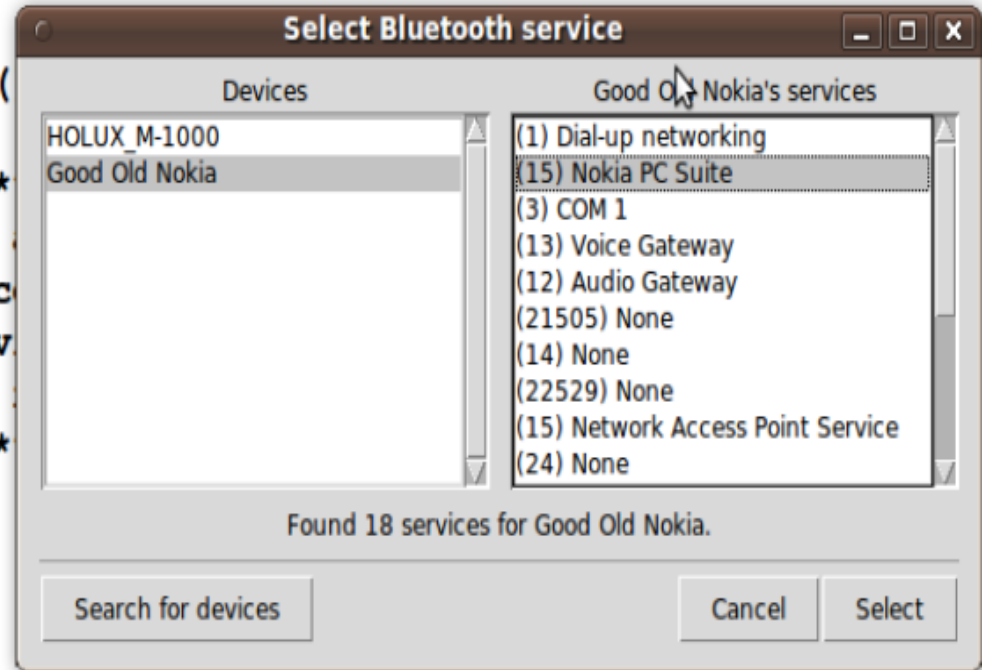 Select Bluetooth service
Devices
Good Old Nokia's services
HOLUX_M-1000
Good Old Nokia
(1) Dial-up networking
(15) Nokia PC Suite
(3) COM 1
(13) Voice Gateway
(12) Audio Gateway
(21505) None
(14) None
(22529) None
(15) Network Access Point Service
(24) None
Found 18 services for Good Old Nokia.
Search for devices
Cancel
Select